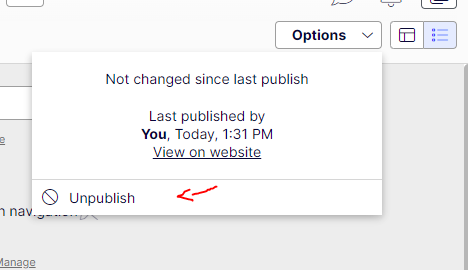 Options
Not changed since last publish
Last published by
You, Today, 1:31 PM
View on website
Unpublish
Manage